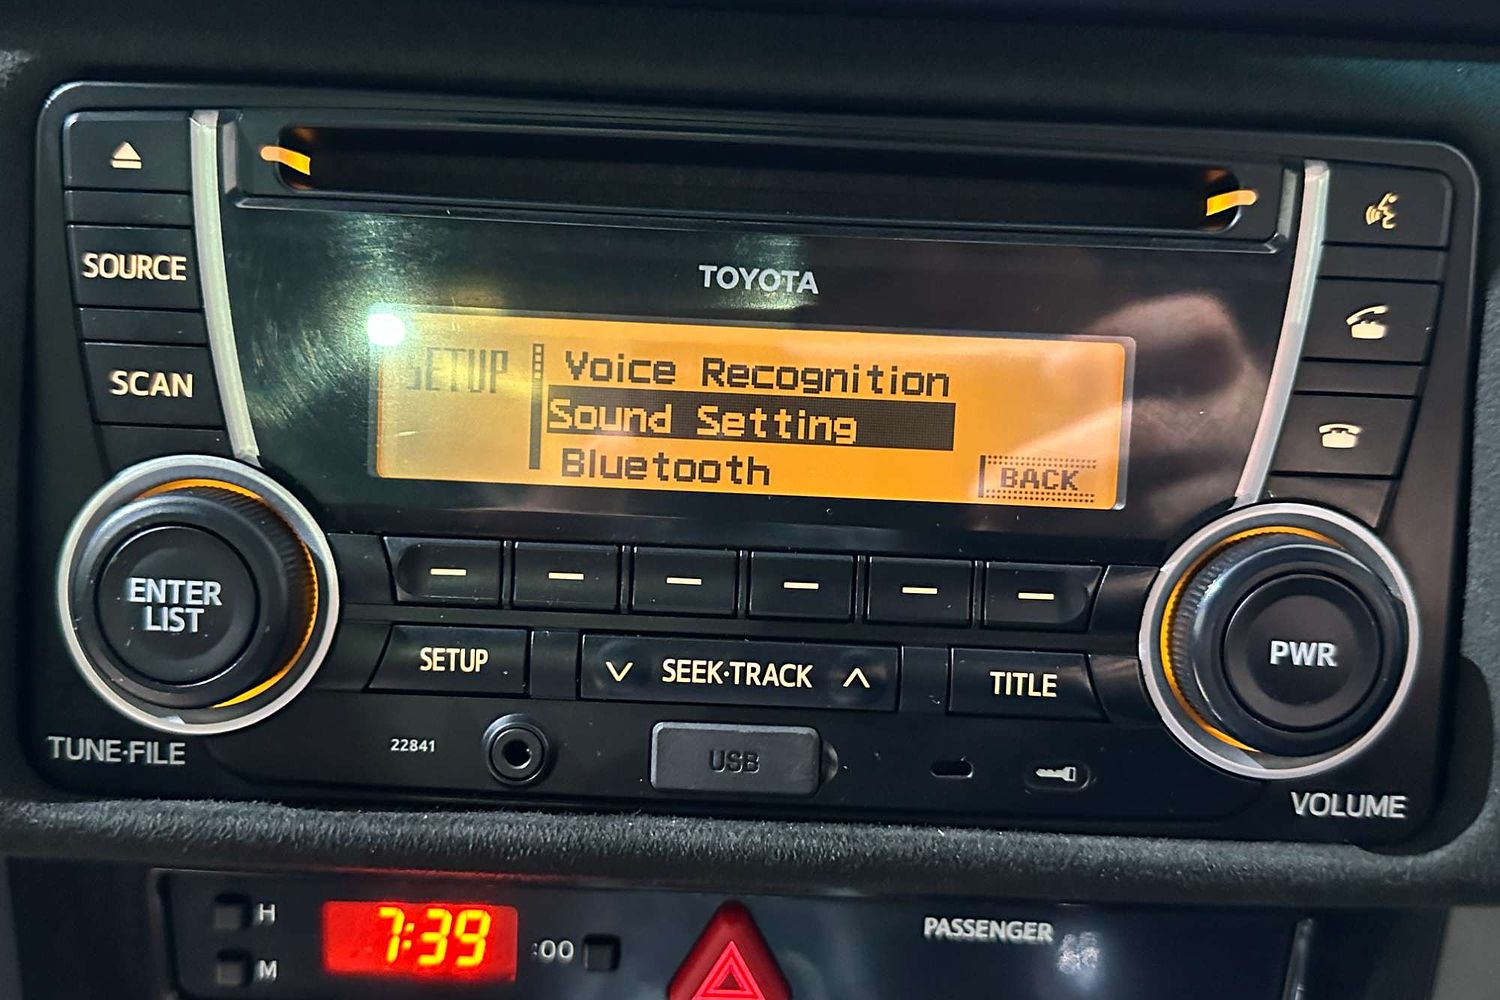 TOYOTA
SOURCE
SCAN
SETUP
Voice Recognition
Sound Setting
Bluetooth
BACK
ENTER
LIST
TUNE·FILE
SETUP
SEEK·TRACK
TITLE
PWR
VOLUME
22841
USB
H
M
7:39
:00
PASSENGER